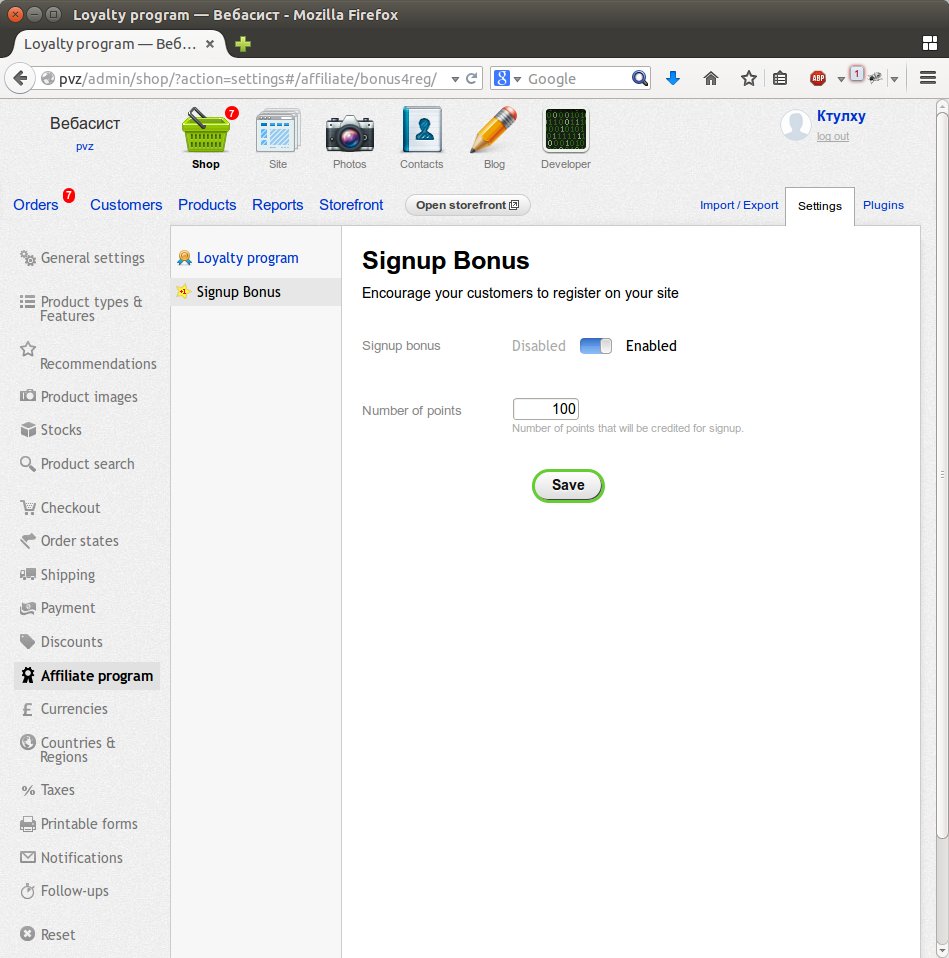 Loyalty program — Вебасист - Mozilla Firefox
Loyalty program — Веб...
pvz/admin/shop/?action=settings#/affiliate/bonus4reg/
8
Google
ABP
1
Вебасист
pvz
7
Shop
Site
Photos
Contacts
Blog
Developer
Ктулху
log out
Orders
7
Customers
Products
Reports
Storefront
Open storefront
Import / Export
Settings
Plugins
General settings
Product types &
Features
Recommendations
Product images
Stocks
Product search
Checkout
Order states
Shipping
Payment
Discounts
Affiliate program
£ Currencies
Countries &
Regions
% Taxes
Printable forms
Notifications
Follow-ups
Reset
Loyalty program
+1 Signup Bonus
Signup Bonus
Encourage your customers to register on your site
Signup bonus
Disabled
Enabled
Number of points
100
Number of points that will be credited for signup.
Save